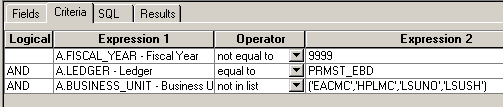 Fields Criteria SQL Results
Logical Expression 1 Operator Expression 2
A.FISCAL_YEAR - Fiscal Year not equal to 9999
AND A.LEDGER - Ledger equal to PRMST_EBD
AND A.BUSINESS_UNIT - Business U not in list ('EACMC','HPLMC','LSUNO','LSUSH')